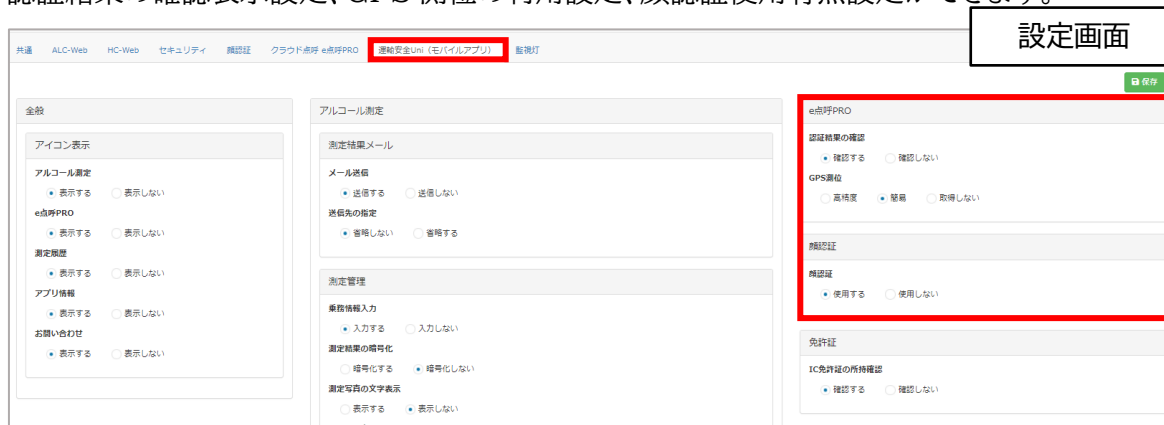 認証結果の確認表示設定、GPS測位の利用設定、顔認証使用有無設定ができます。
設定画面
共通 ALC-Web HC-Web セキュリティ 顔認証 クラウド点呼 e点呼PRO 運輸安全Uni（モバイルアプリ） 監視灯
保存
全般
アイコン表示
アルコール測定
表示する 表示しない
e点呼PRO
表示する 表示しない
測定履歴
表示する 表示しない
アプリ情報
表示する 表示しない
お問い合わせ
表示する 表示しない
アルコール測定
測定結果メール
メール送信
送信する 送信しない
送信先の指定
省略しない 省略する
測定管理
乗務情報入力
入力する 入力しない
測定結果の暗号化
暗号化する 暗号化しない
測定写真の文字表示
表示する 表示しない
e点呼PRO
認証結果の確認
確認する 確認しない
GPS測位
高精度 簡易 取得しない
顔認証
顔認証
使用する 使用しない
免許証
IC免許証の所持確認
確認する 確認しない